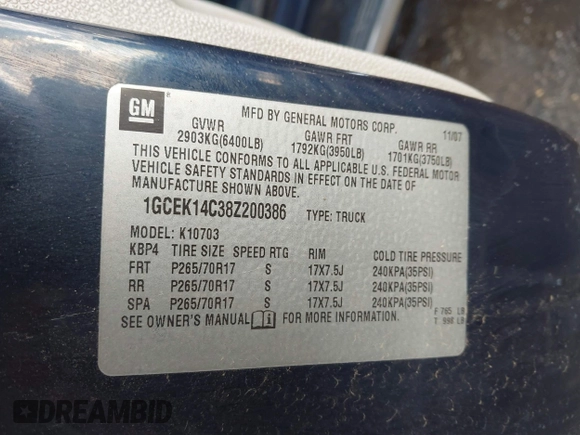 GM
®
MFD BY GENERAL MOTORS CORP. 11/07
GVWR GAWR FRT GAWR RR
2903KG(6400LB) 1792KG(3950LB) 1701KG(3750LB)
THIS VEHICLE CONFORMS TO ALL APPLICABLE U.S. FEDERAL MOTOR
VEHICLE SAFETY STANDARDS IN EFFECT ON THE DATE OF
MANUFACTURE SHOWN ABOVE.
1GCEK14C38Z200386 TYPE: TRUCK
MODEL: K10703
KBP4 TIRE SIZE SPEED RTG RIM COLD TIRE PRESSURE
FRT P265/70R17 S 17X7.5J 240KPA(35PSI)
RR P265/70R17 S 17X7.5J 240KPA(35PSI)
SPA P265/70R17 S 17X7.5J 240KPA(35PSI)
SEE OWNER'S MANUAL FOR MORE INFORMATION.
F 765 LB
T 998 LB
DREAMBID